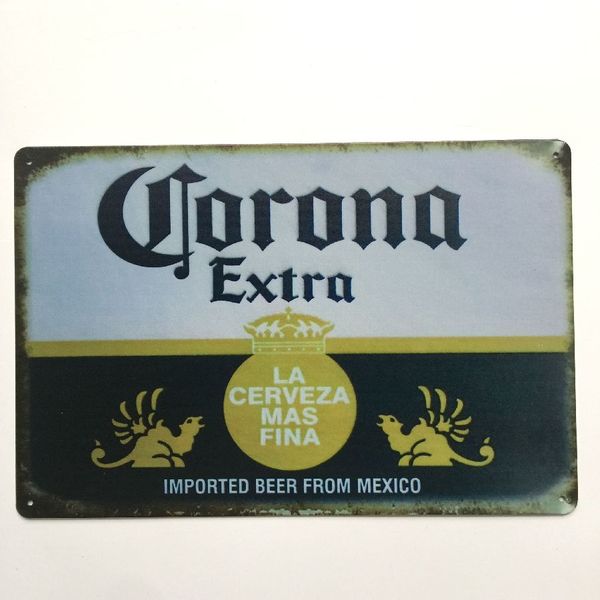 Corona
Extra
LA
CERVEZA
MAS
FINA
IMPORTED BEER FROM MEXICO